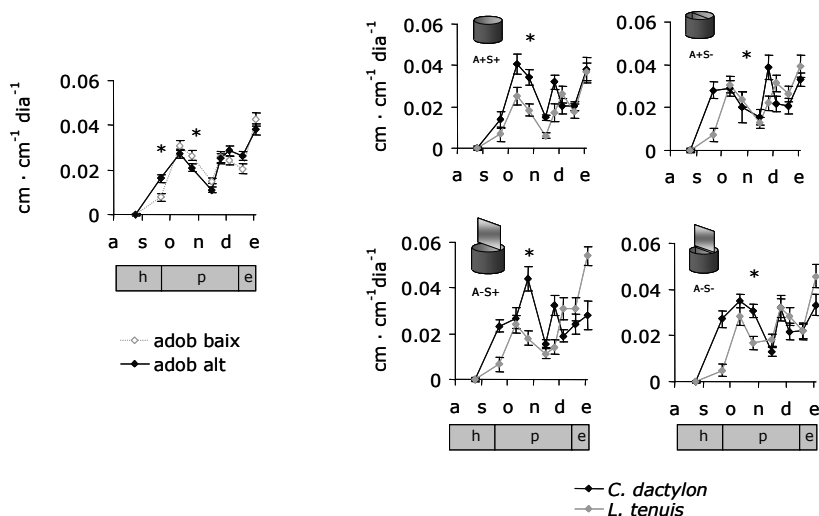 cm · cm⁻¹ dia⁻¹
0.06
0.04
0.02
0
a s o n d e
* *
h p e
adob baix
adob alt
cm · cm⁻¹ dia⁻¹
0.06
0.04
0.02
0
A+S+
*
a s o n d e
0.06
0.04
0.02
0
A+S-
*
a s o n d e
cm · cm⁻¹dia⁻¹
0.06
0.04
0.02
0
A-S+
*
a s o n d e
h p e
0.06
0.04
0.02
0
A-S-
*
a s o n d e
h p e
C. dactylon
L. tenuis